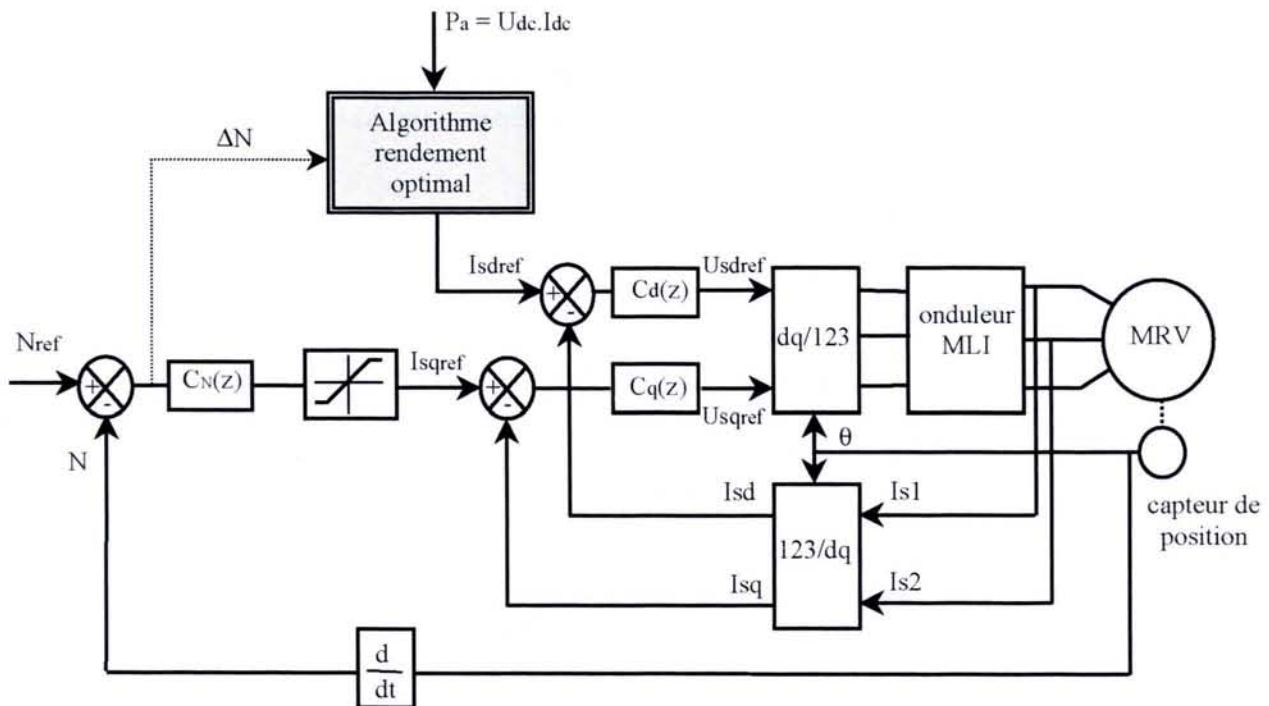 Pa = Udc.Idc
Algorithme
rendement
optimal
ΔN
Isdref
+
-
Cd(z)
Usdref
dq/123
onduleur
MLI
MRV
Nref
+
-
CN(z)
Isqref
+
-
Cq(z)
Usqref
θ
N
Isd
Is1
123/dq
Isq
Is2
capteur de
position
d
dt